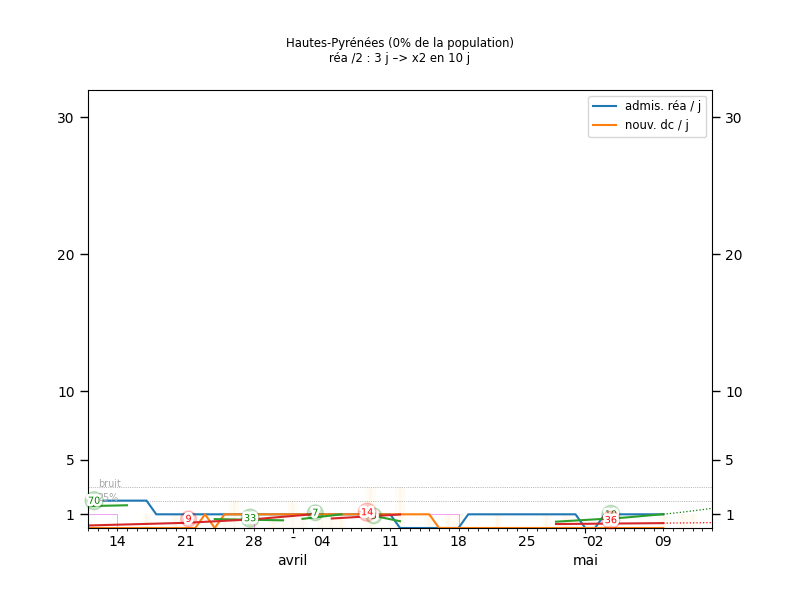 Hautes-Pyrénées (0% de la population)
réa /2 : 3 j –> x2 en 10 j
admis. réa / j
nouv. dc / j
30 30
20 20
10 10
5 5
bruit
35%
70
9
33
7
14
36
1 1
14 21 28 - 04 11 18 25 - 02 09
avril mai